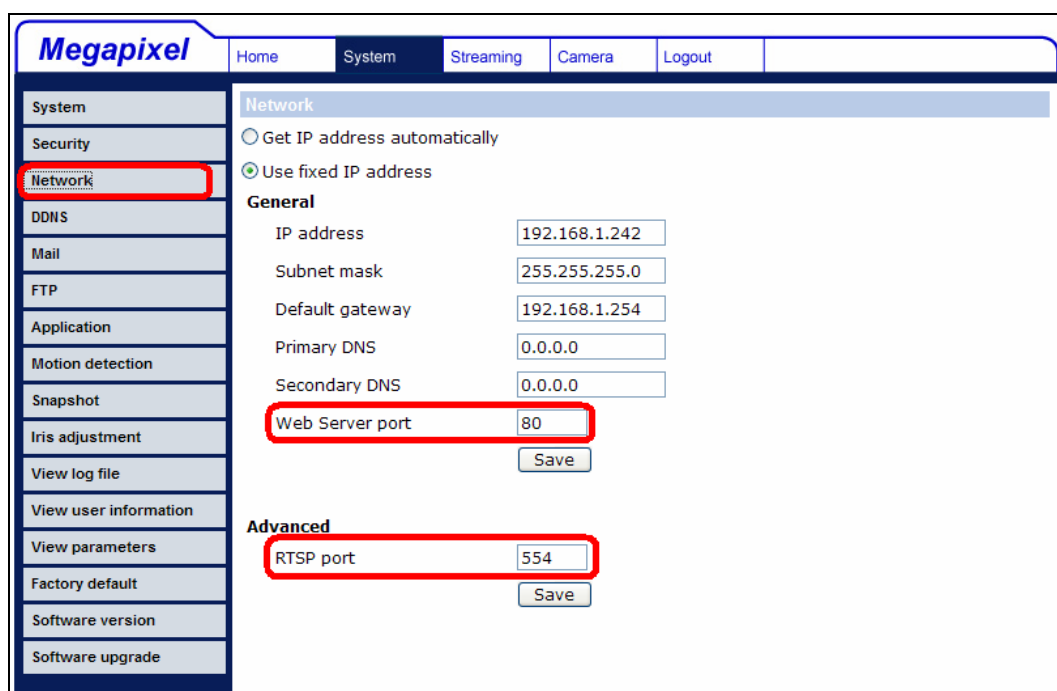 Megapixel
Home System Streaming Camera Logout
System
Security
Network
DDNS
Mail
FTP
Application
Motion detection
Snapshot
Iris adjustment
View log file
View user information
View parameters
Factory default
Software version
Software upgrade
Network
Get IP address automatically
Use fixed IP address
General
IP address 192.168.1.242
Subnet mask 255.255.255.0
Default gateway 192.168.1.254
Primary DNS 0.0.0.0
Secondary DNS 0.0.0.0
Web Server port 80
Save
Advanced
RTSP port 554
Save